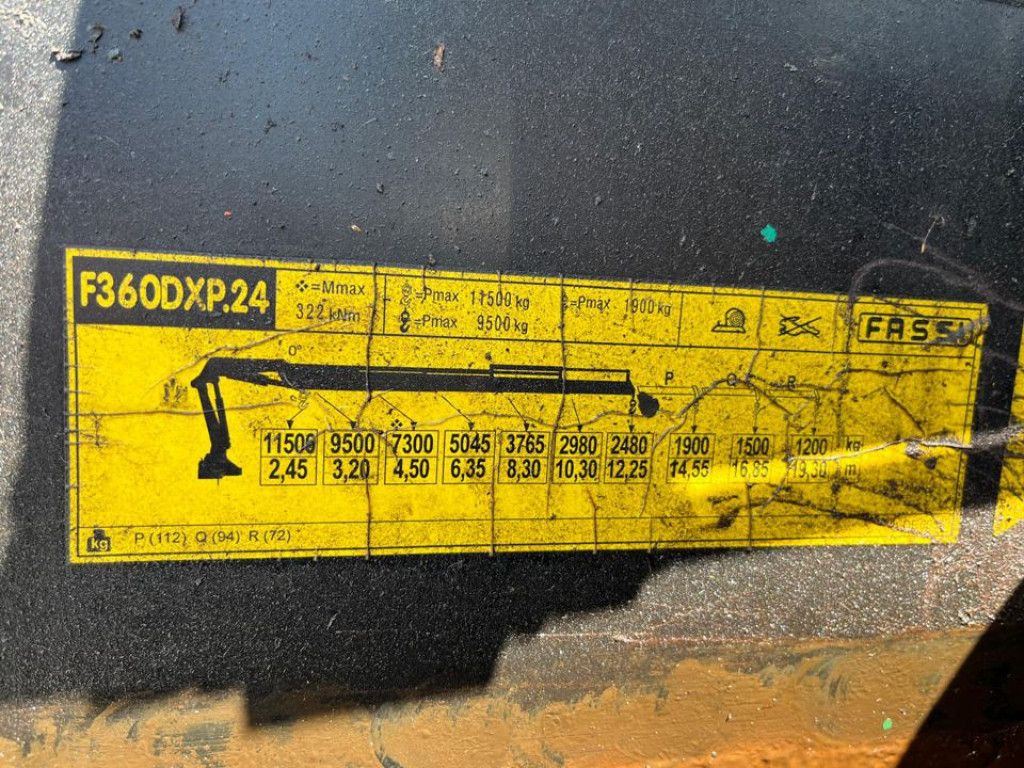 F360DXP.24
=Mmax
322 kNm
=Pmax 11500 kg
=Pmax 9500 kg
=Pmax 1900 kg
FASSI
0°
P Q R
11500 9500 7300 5045 3765 2980 2480 1900 1500 1200 kg
2,45 3,20 4,50 6,35 8,30 10,30 12,25 14,55 16,85 19,30 m
kg P (112) Q (94) R (72)